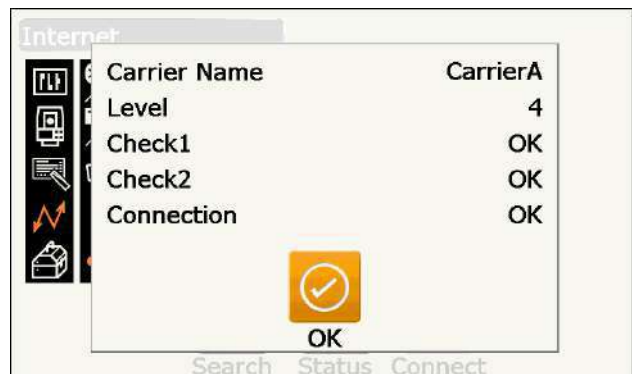 Internet
Carrier Name CarrierA
Level 4
Check1 OK
Check2 OK
Connection OK
OK
Search Status Connect